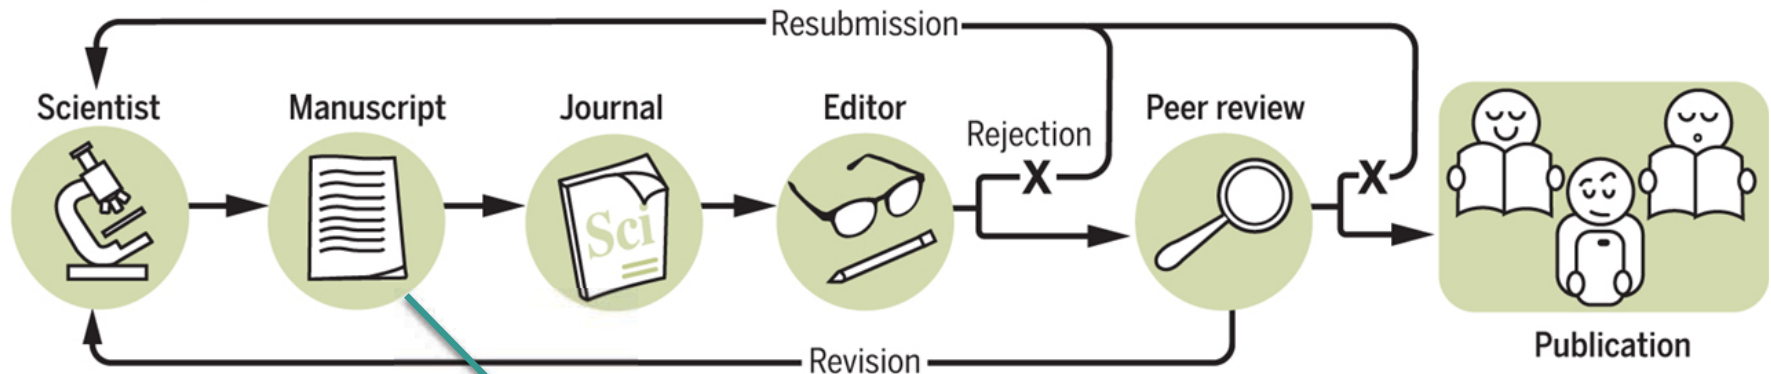 Resubmission
Scientist
Manuscript
Journal
Editor
Rejection
Peer review
X
X
Sci
Revision
Publication